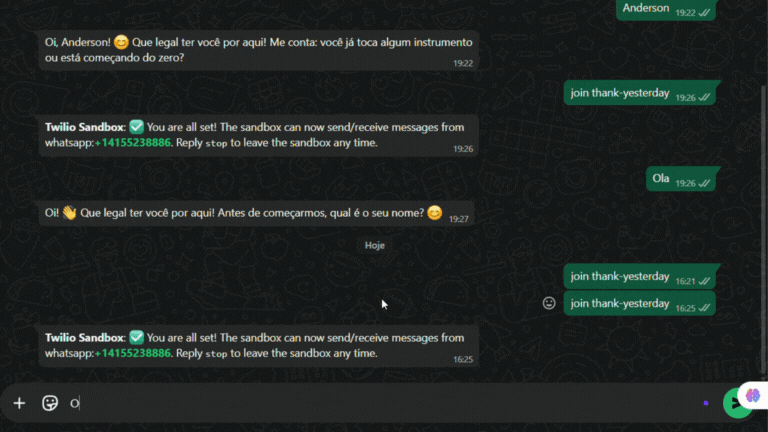 Anderson
19:22
Oi, Anderson! 😊 Que legal ter você por aqui! Me conta: você já toca algum instrumento
ou está começando do zero?
19:22
join thank-yesterday
19:26
Twilio Sandbox: ✅ You are all set! The sandbox can now send/receive messages from
whatsapp:+14155238886. Reply stop to leave the sandbox any time.
19:26
Ola
19:26
Oi! 👋 Que legal ter você por aqui! Antes de começarmos, qual é o seu nome? 😊
19:27
Hoje
join thank-yesterday
16:21
join thank-yesterday
16:25
Twilio Sandbox: ✅ You are all set! The sandbox can now send/receive messages from
whatsapp:+14155238886. Reply stop to leave the sandbox any time.
16:25
O